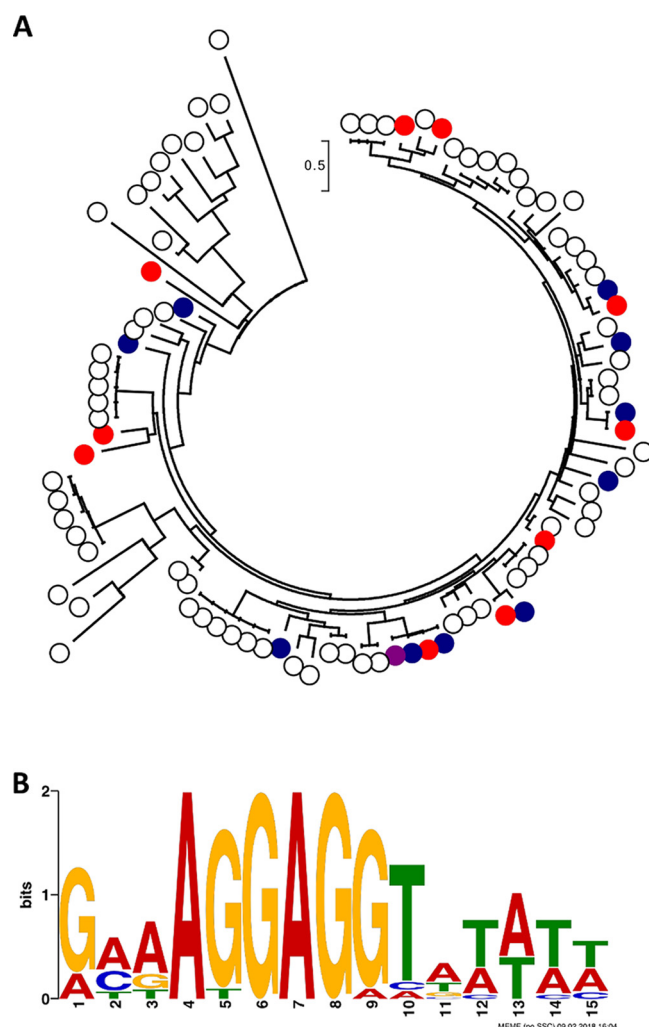 A
0.5
B
2
bits
1
0
1 2 3 4 5 6 7 8 9 10 11 12 13 14 15
G A A A G G A G G T A T A T T
A C G T A C T A T A A
T T A G C C C
MEME (no SSC) 09.02.2018 16:04